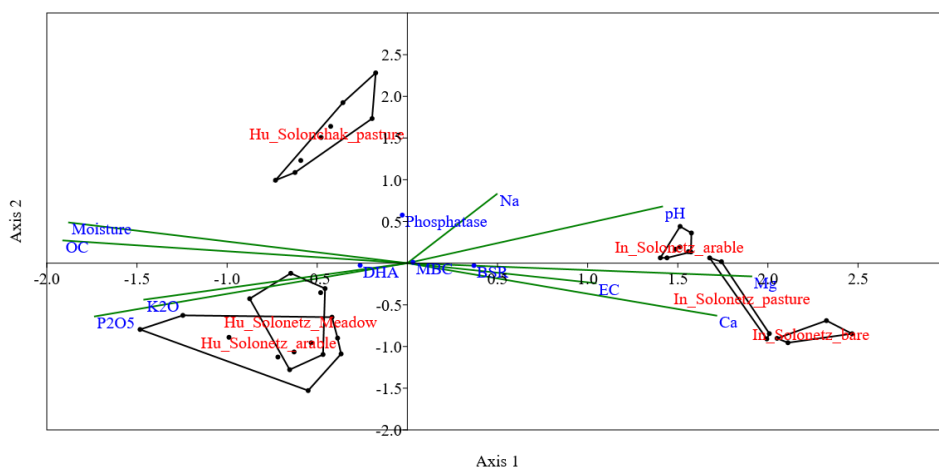 2.5
2.0
Hu_Solonchak_pasture
1.5
1.0
Na
0.5
Phosphatase
pH
Moisture
OC
In_Solonetz_arable
-2.0
-1.5
-1.0
-0.5
DHA
MBC
BSR
0.5
1.0
1.5
2.0
2.5
Mg
EC
K2O
-0.5
In_Solonetz_pasture
P2O5
Hu_Solonetz_Meadow
Ca
Hu_Solonetz_arable
In_Solonetz_bare
-1.0
-1.5
-2.0
Axis 2
Axis 1